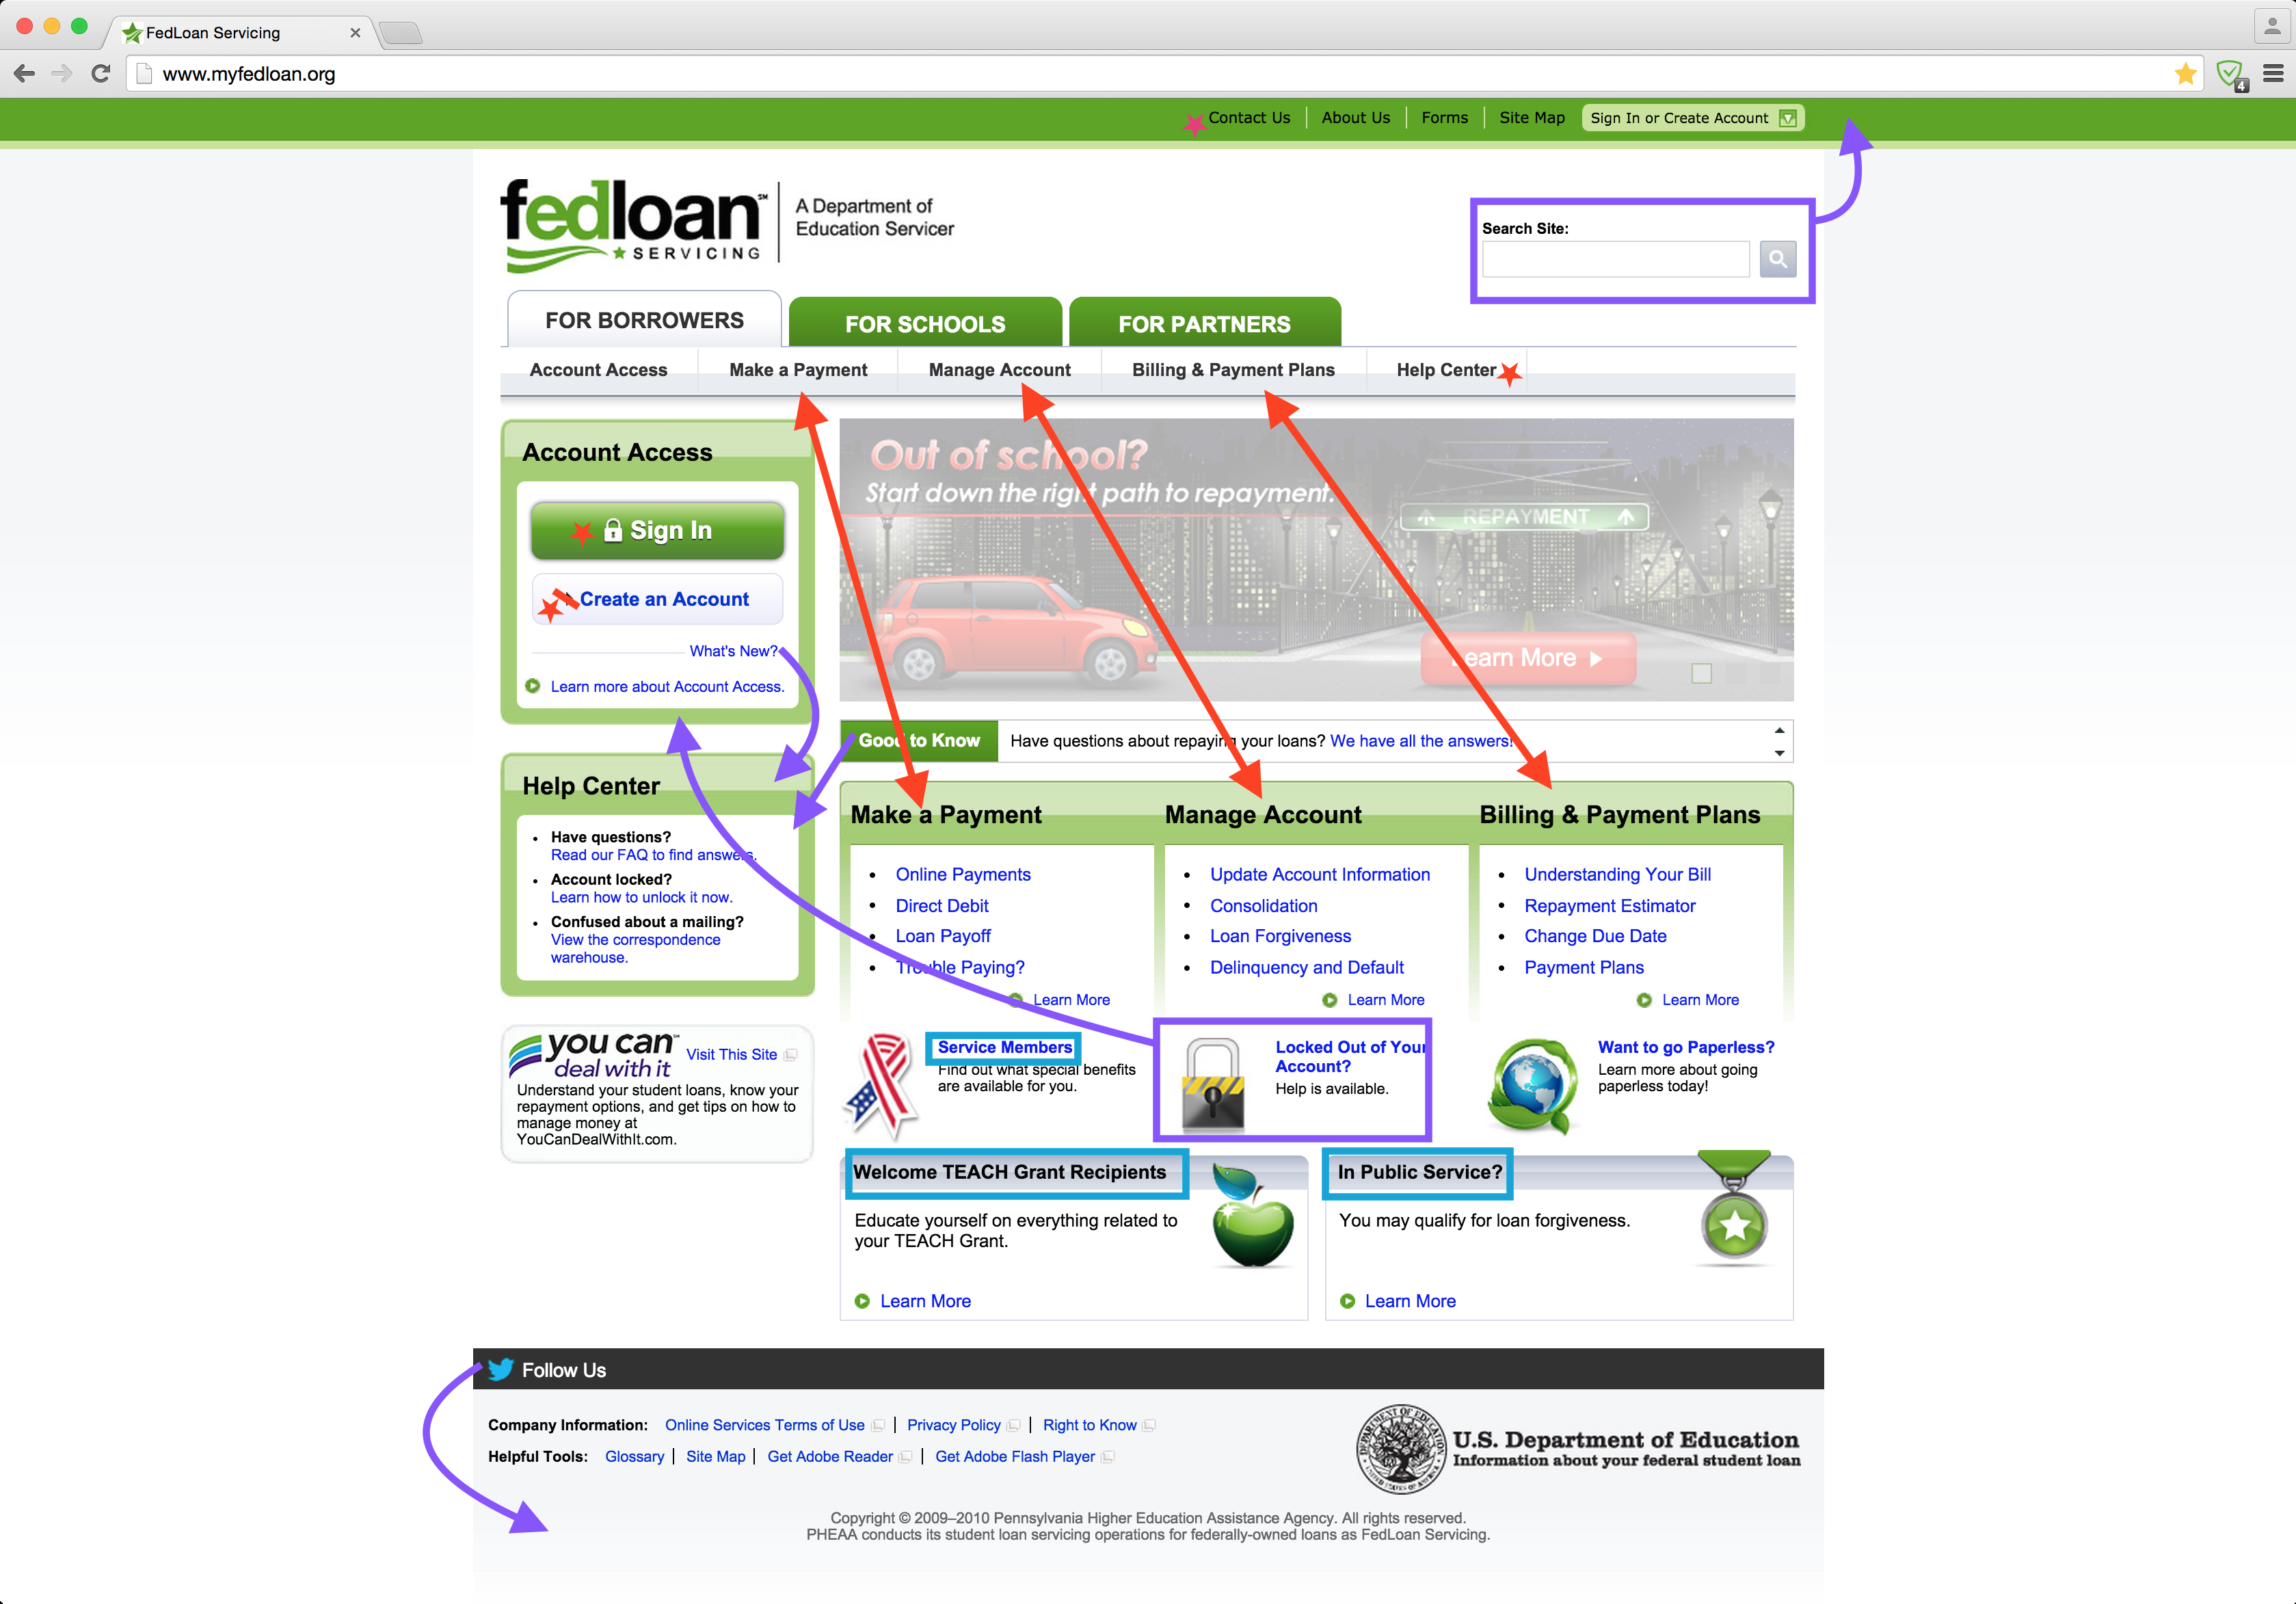 FedLoan Servicing
www.myfedloan.org
4
Contact Us
About Us
Forms
Site Map
Sign In or Create Account
fedloan℠
SERVICING
A Department of
Education Servicer
Search Site:
FOR BORROWERS
FOR SCHOOLS
FOR PARTNERS
Account Access
Make a Payment
Manage Account
Billing & Payment Plans
Help Center
Account Access
Sign In
Create an Account
What's New?
Learn more about Account Access.
Out of school?
Start down the right path to repayment.
REPAYMENT
Learn More
Good to Know
Have questions about repaying your loans? We have all the answers!
Help Center
Have questions?
Read our FAQ to find answers.
Account locked?
Learn how to unlock it now.
Confused about a mailing?
View the correspondence
warehouse.
Make a Payment
Online Payments
Direct Debit
Loan Payoff
Trouble Paying?
Learn More
Manage Account
Update Account Information
Consolidation
Loan Forgiveness
Delinquency and Default
Learn More
Billing & Payment Plans
Understanding Your Bill
Repayment Estimator
Change Due Date
Payment Plans
Learn More
you can℠
deal with it
Visit This Site
Understand your student loans, know your
repayment options, and get tips on how to
manage money at
YouCanDealWithIt.com.
Service Members
Find out what special benefits
are available for you.
Locked Out of Your
Account?
Help is available.
Want to go Paperless?
Learn more about going
paperless today!
Welcome TEACH Grant Recipients
Educate yourself on everything related to
your TEACH Grant.
Learn More
In Public Service?
You may qualify for loan forgiveness.
Learn More
Follow Us
Company Information: Online Services Terms of Use | Privacy Policy | Right to Know
Helpful Tools: Glossary | Site Map | Get Adobe Reader | Get Adobe Flash Player
DEPARTMENT OF EDUCATION
UNITED STATES OF AMERICA
U.S. Department of Education
Information about your federal student loan
Copyright © 2009–2010 Pennsylvania Higher Education Assistance Agency. All rights reserved.
PHEAA conducts its student loan servicing operations for federally-owned loans as FedLoan Servicing.